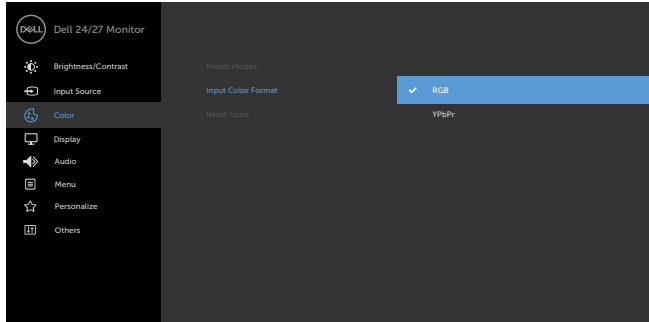 DELL Dell 24/27 Monitor
Brightness/Contrast
Input Source
Color
Display
Audio
Menu
Personalize
Others
Preset Modes
Input Color Format
Reset Color
RGB
YPbPr